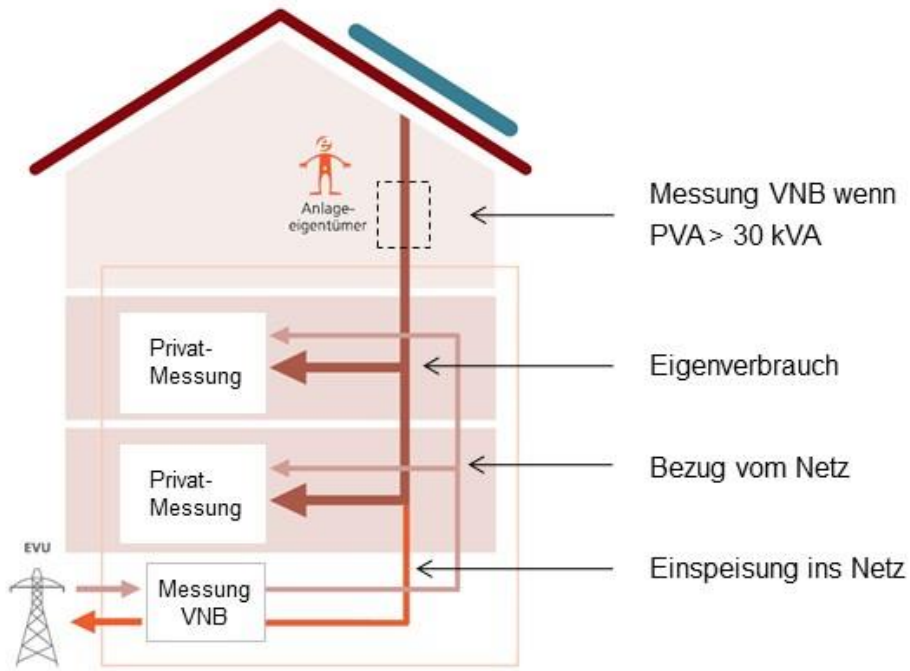 Anlage-
eigentümer
Messung VNB wenn
PVA > 30 kVA
Privat-
Messung
Eigenverbrauch
Privat-
Messung
Bezug vom Netz
EVU
Messung
VNB
Einspeisung ins Netz